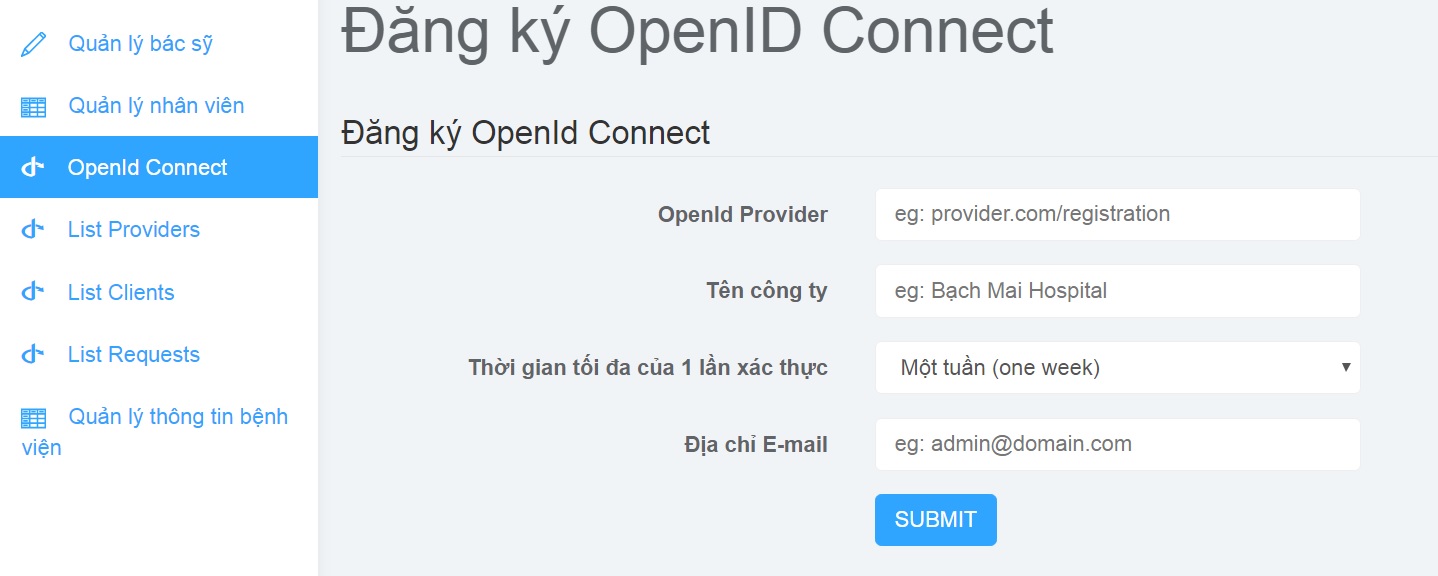 Quản lý bác sỹ
Quản lý nhân viên
OpenId Connect
List Providers
List Clients
List Requests
Quản lý thông tin bệnh
viện
Đăng ký OpenID Connect
Đăng ký OpenId Connect
OpenId Provider
eg: provider.com/registration
Tên công ty
eg: Bạch Mai Hospital
Thời gian tối đa của 1 lần xác thực
Một tuần (one week)
Địa chỉ E-mail
eg: admin@domain.com
SUBMIT